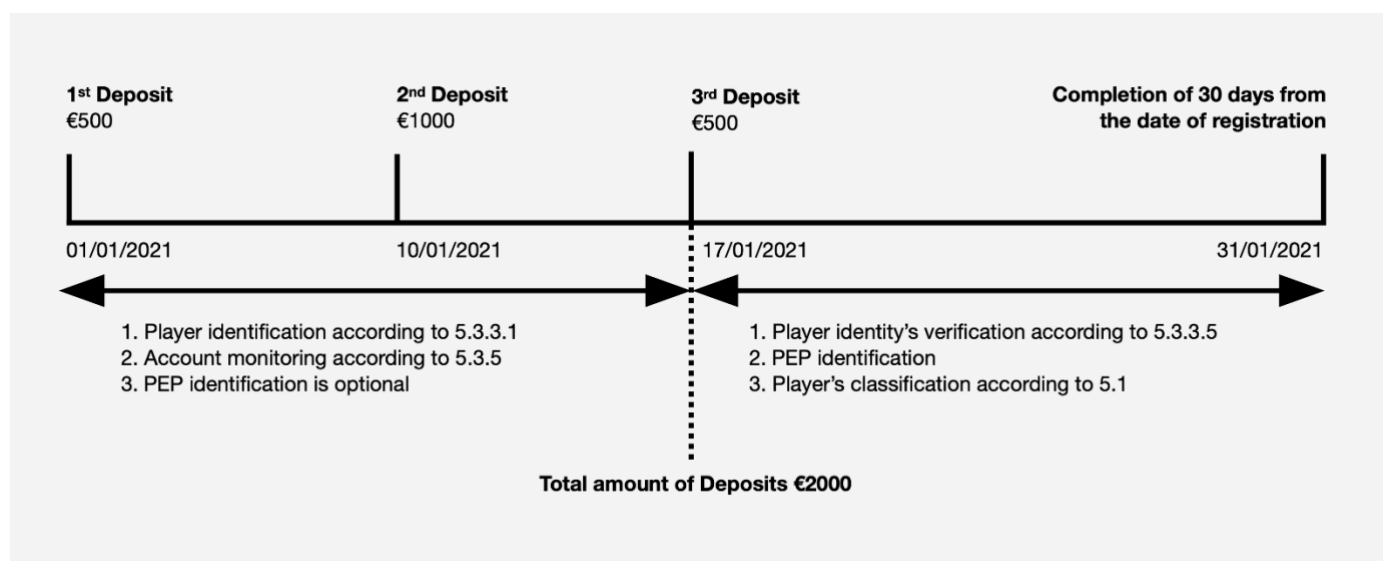 1st Deposit
€500
2nd Deposit
€1000
3rd Deposit
€500
Completion of 30 days from
the date of registration
01/01/2021
10/01/2021
17/01/2021
31/01/2021
1. Player identification according to 5.3.3.1
2. Account monitoring according to 5.3.5
3. PEP identification is optional
1. Player identity’s verification according to 5.3.3.5
2. PEP identification
3. Player’s classification according to 5.1
Total amount of Deposits €2000